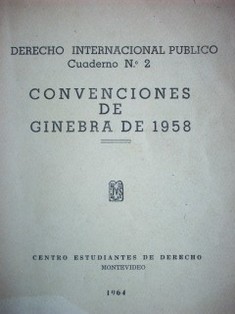 DERECHO INTERNACIONAL PUBLICO
Cuaderno N.º 2
CONVENCIONES
DE
GINEBRA DE 1958
CENTRO ESTUDIANTES DE DERECHO
MONTEVIDEO
1964